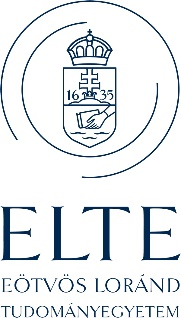 16 35
ELTE
EÖTVÖS LORÁND
TUDOMÁNYEGYETEM